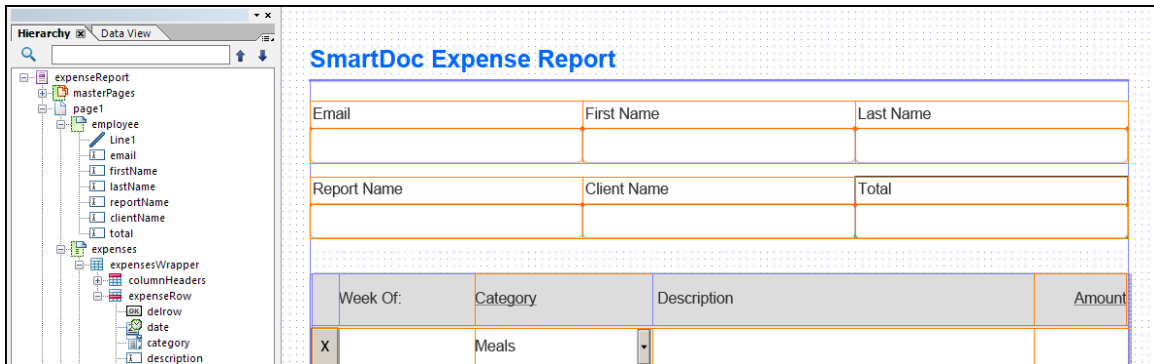 Hierarchy Data View
expenseReport
masterPages
page1
employee
Line1
email
firstName
lastName
reportName
clientName
total
expenses
expensesWrapper
columnHeaders
expenseRow
OK delrow
date
category
description
SmartDoc Expense Report
Email First Name Last Name
Report Name Client Name Total
Week Of: Category Description Amount
X Meals